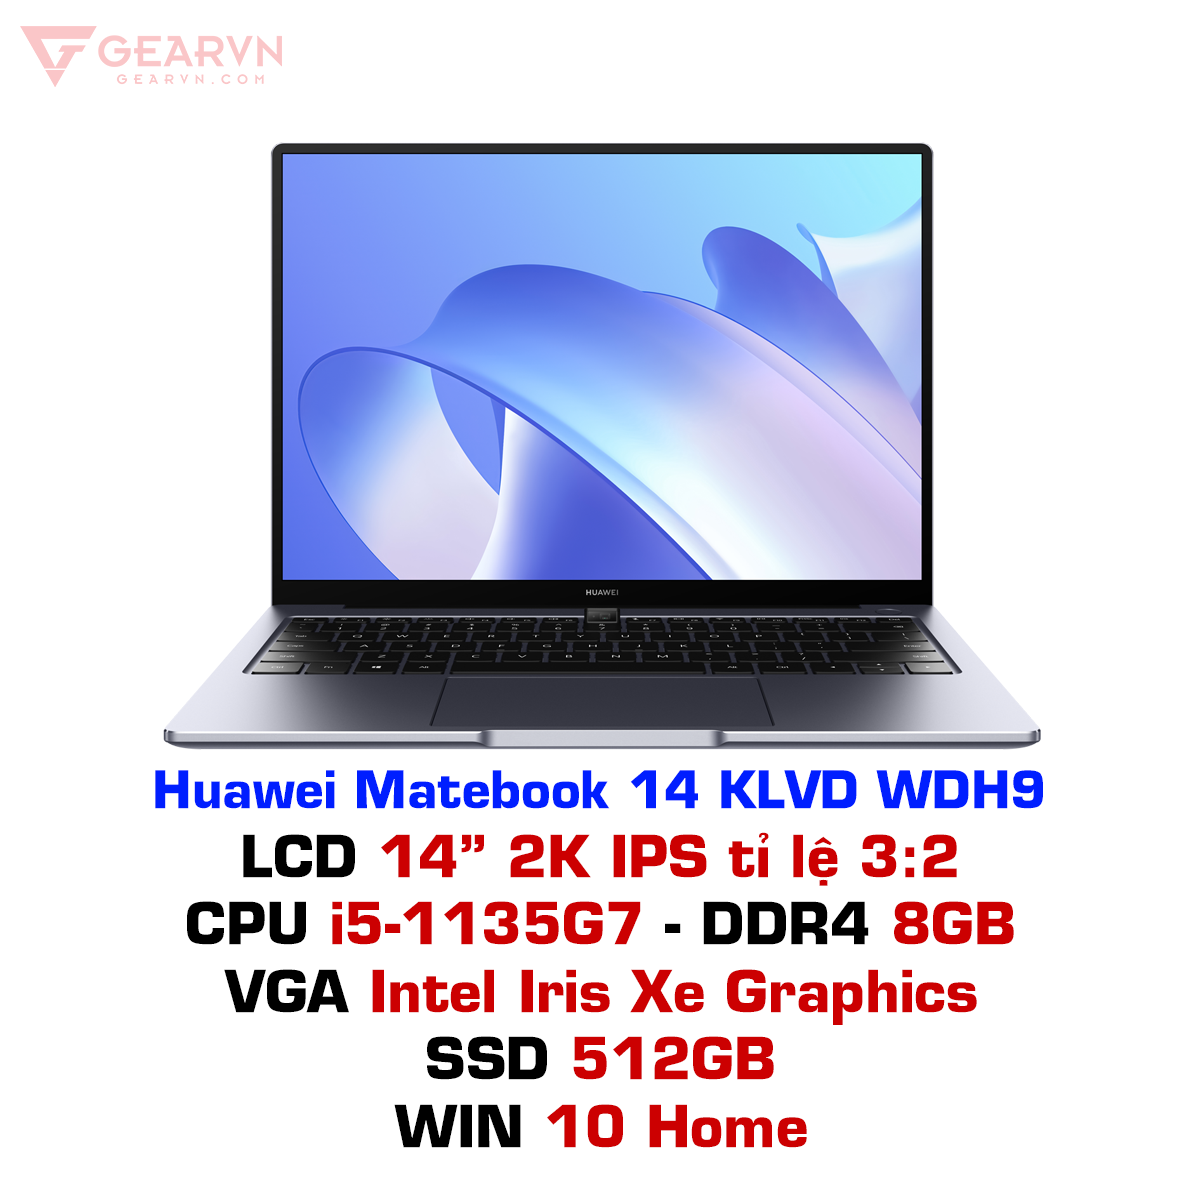 GEARVN
GEARVN.COM
HUAWEI
Q W E R T Y U I O P
A S D F G H J K L
Z X C V B N M
Huawei Matebook 14 KLVD WDH9
LCD 14” 2K IPS tỉ lệ 3:2
CPU i5-1135G7 - DDR4 8GB
VGA Intel Iris Xe Graphics
SSD 512GB
WIN 10 Home